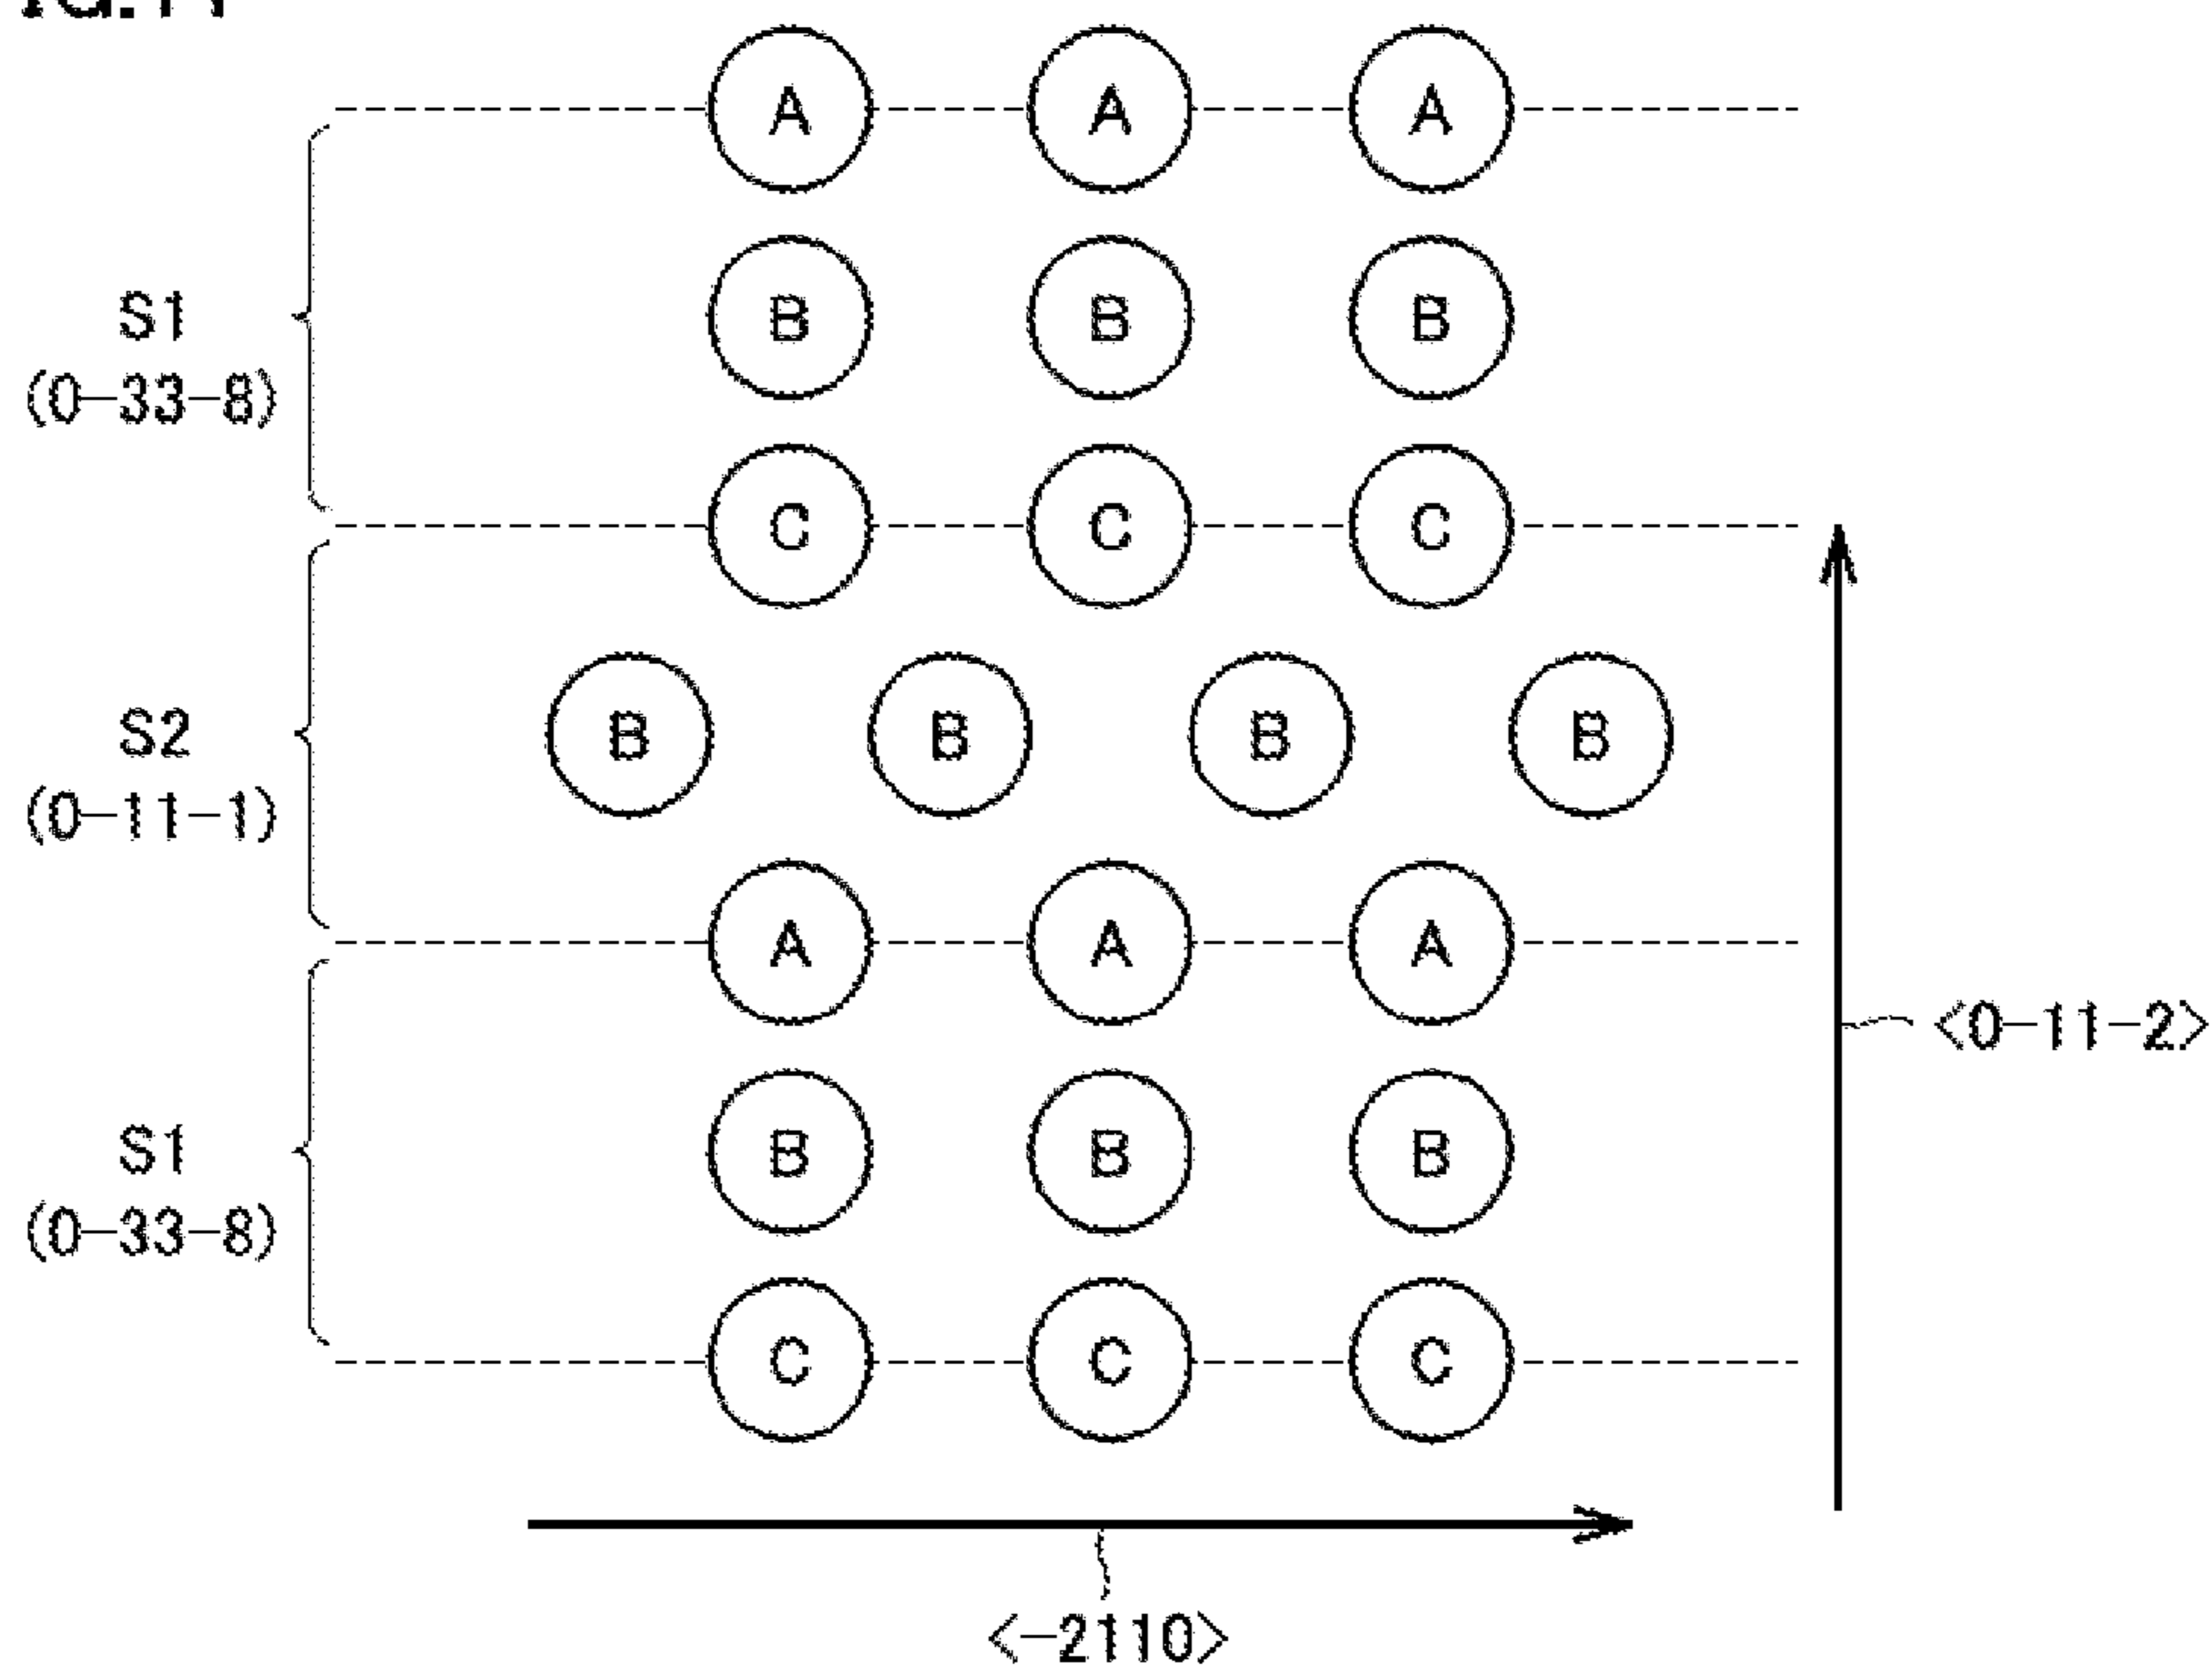 A A A
S1
(0-33-8)
B B B
C C C
S2
(0-11-1)
B B B B
A A A
<0-11-2>
S1
(0-33-8)
B B B
C C C
<-2110>